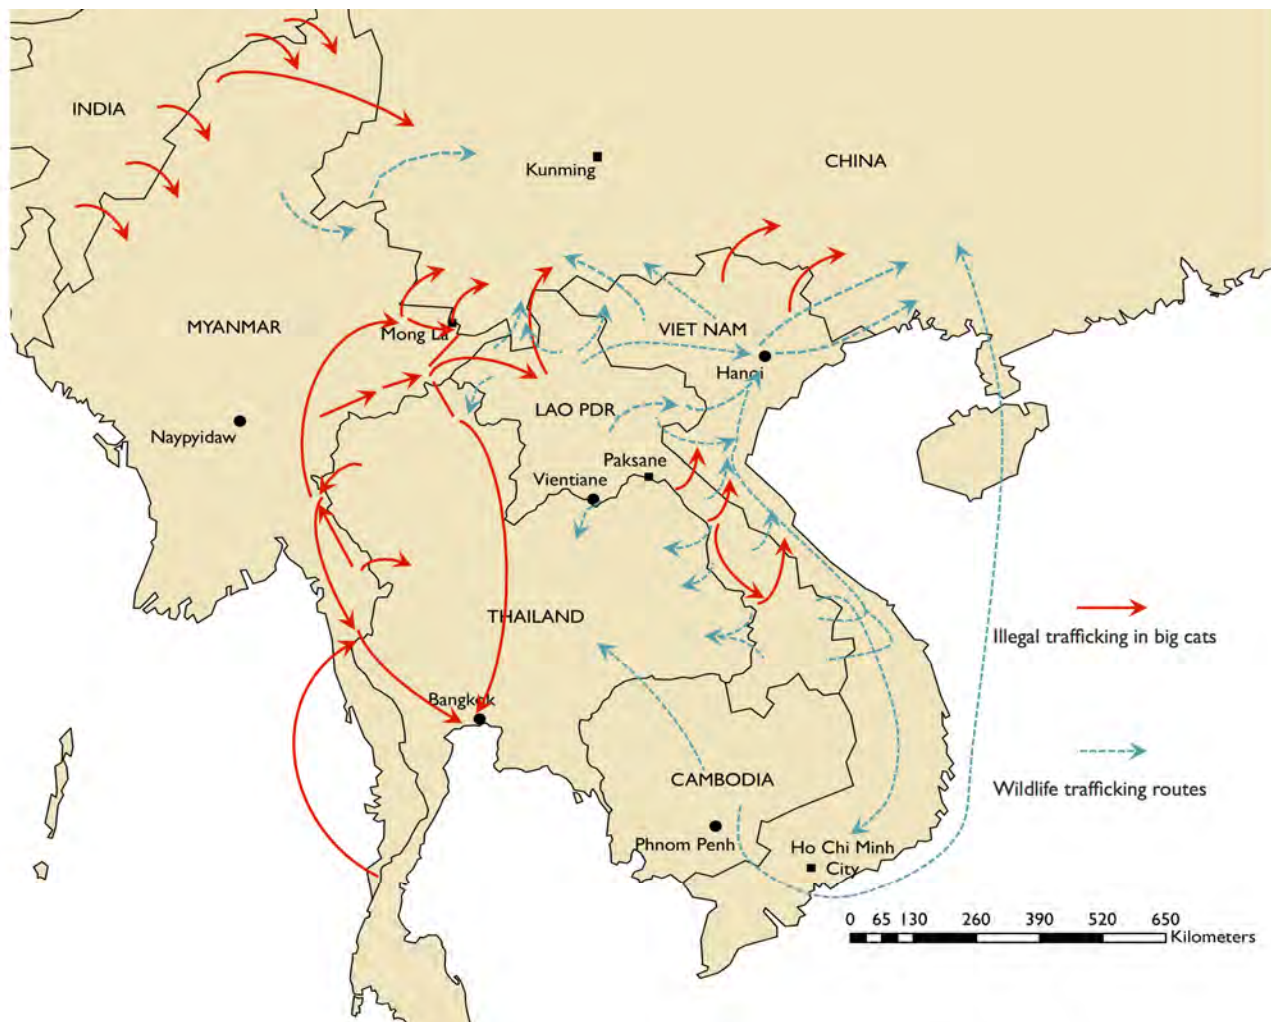 INDIA
CHINA
Kunming
MYANMAR
Mong La
VIET NAM
Hanoi
LAO PDR
Naypyidaw
Paksane
Vientiane
THAILAND
Illegal trafficking in big cats
Bangkok
CAMBODIA
Wildlife trafficking routes
Phnom Penh
Ho Chi Minh
City
0 65 130 260 390 520 650
Kilometers